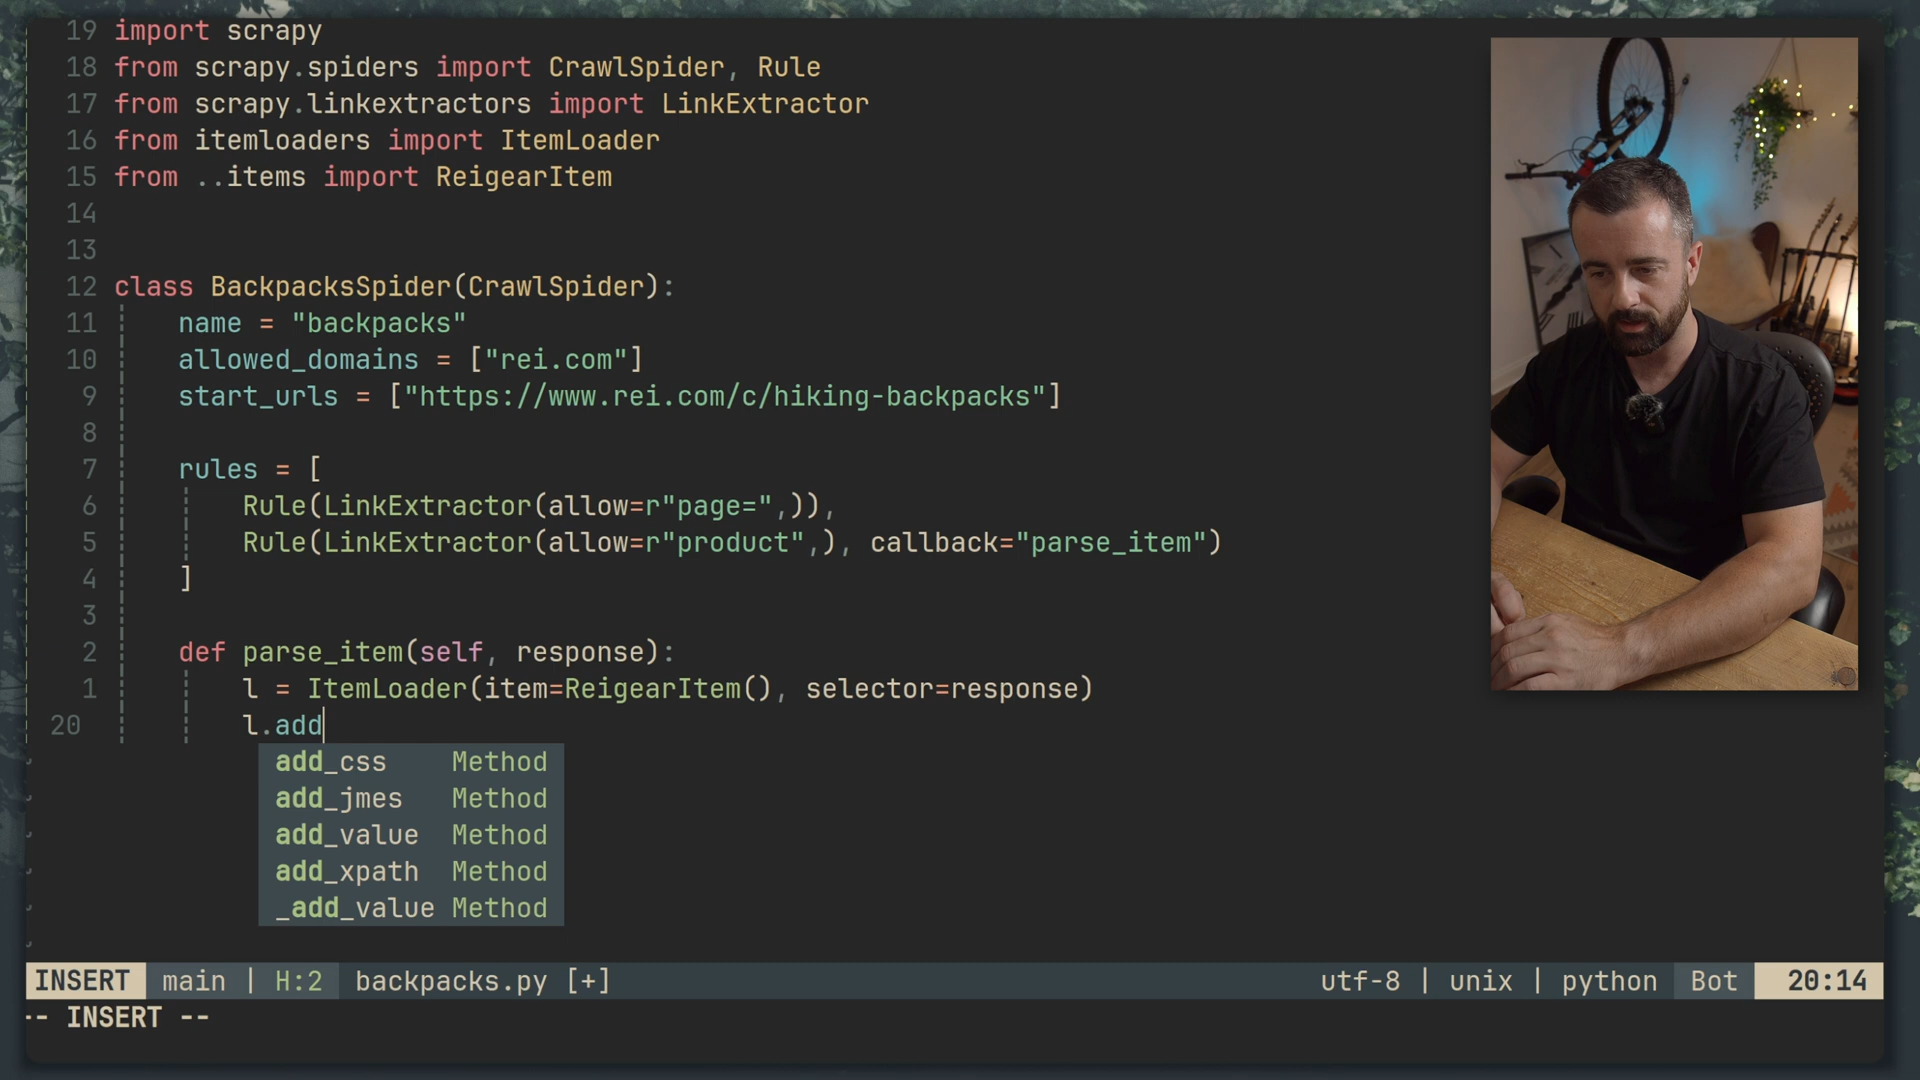 19 import scrapy
18 from scrapy.spiders import CrawlSpider, Rule
17 from scrapy.linkextractors import LinkExtractor
16 from itemloaders import ItemLoader
15 from ..items import ReigearItem
14
13
12 class BackpacksSpider(CrawlSpider):
11     name = "backpacks"
10     allowed_domains = ["rei.com"]
9     start_urls = ["https://www.rei.com/c/hiking-backpacks"]
8
7     rules = [
6         Rule(LinkExtractor(allow=r"page=",)),
5         Rule(LinkExtractor(allow=r"product",), callback="parse_item")
4     ]
3
2     def parse_item(self, response):
1         l = ItemLoader(item=ReigearItem(), selector=response)
20         l.add
add_css Method
add_jmes Method
add_value Method
add_xpath Method
_add_value Method
INSERT main | H:2 backpacks.py [+] utf-8 | unix | python Bot 20:14
-- INSERT --